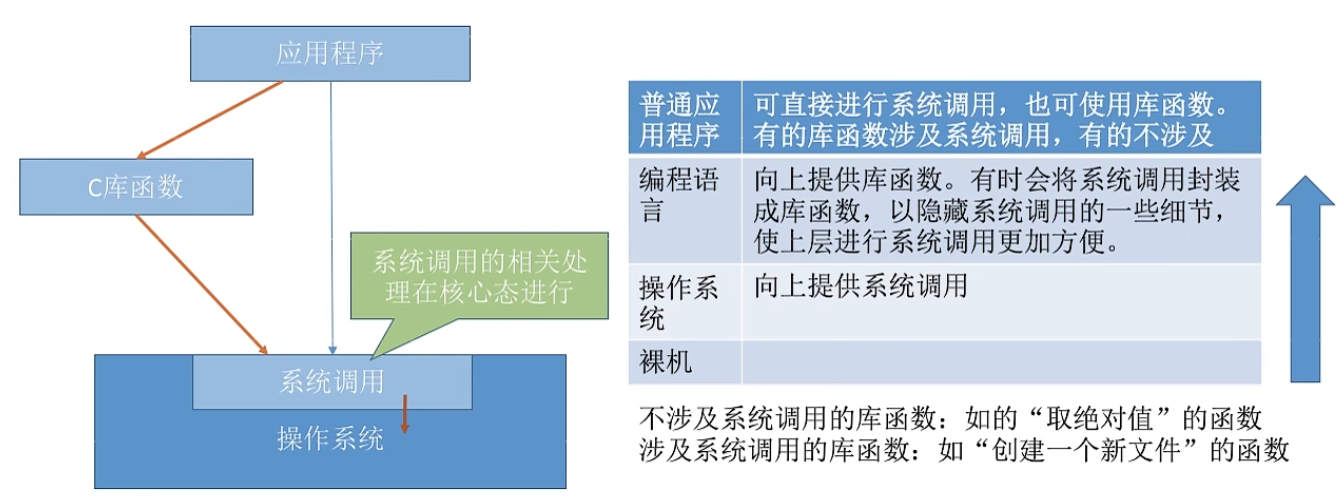 应用程序
C库函数
系统调用的相关处
理在核心态进行
系统调用
操作系统
普通应
用程序
可直接进行系统调用，也可使用库函数。
有的库函数涉及系统调用，有的不涉及
编程语
言
向上提供库函数。有时会将系统调用封装
成库函数，以隐藏系统调用的一些细节，
使上层进行系统调用更加方便。
操作系
统
向上提供系统调用
裸机
不涉及系统调用的库函数：如的“取绝对值”的函数
涉及系统调用的库函数：如“创建一个新文件”的函数